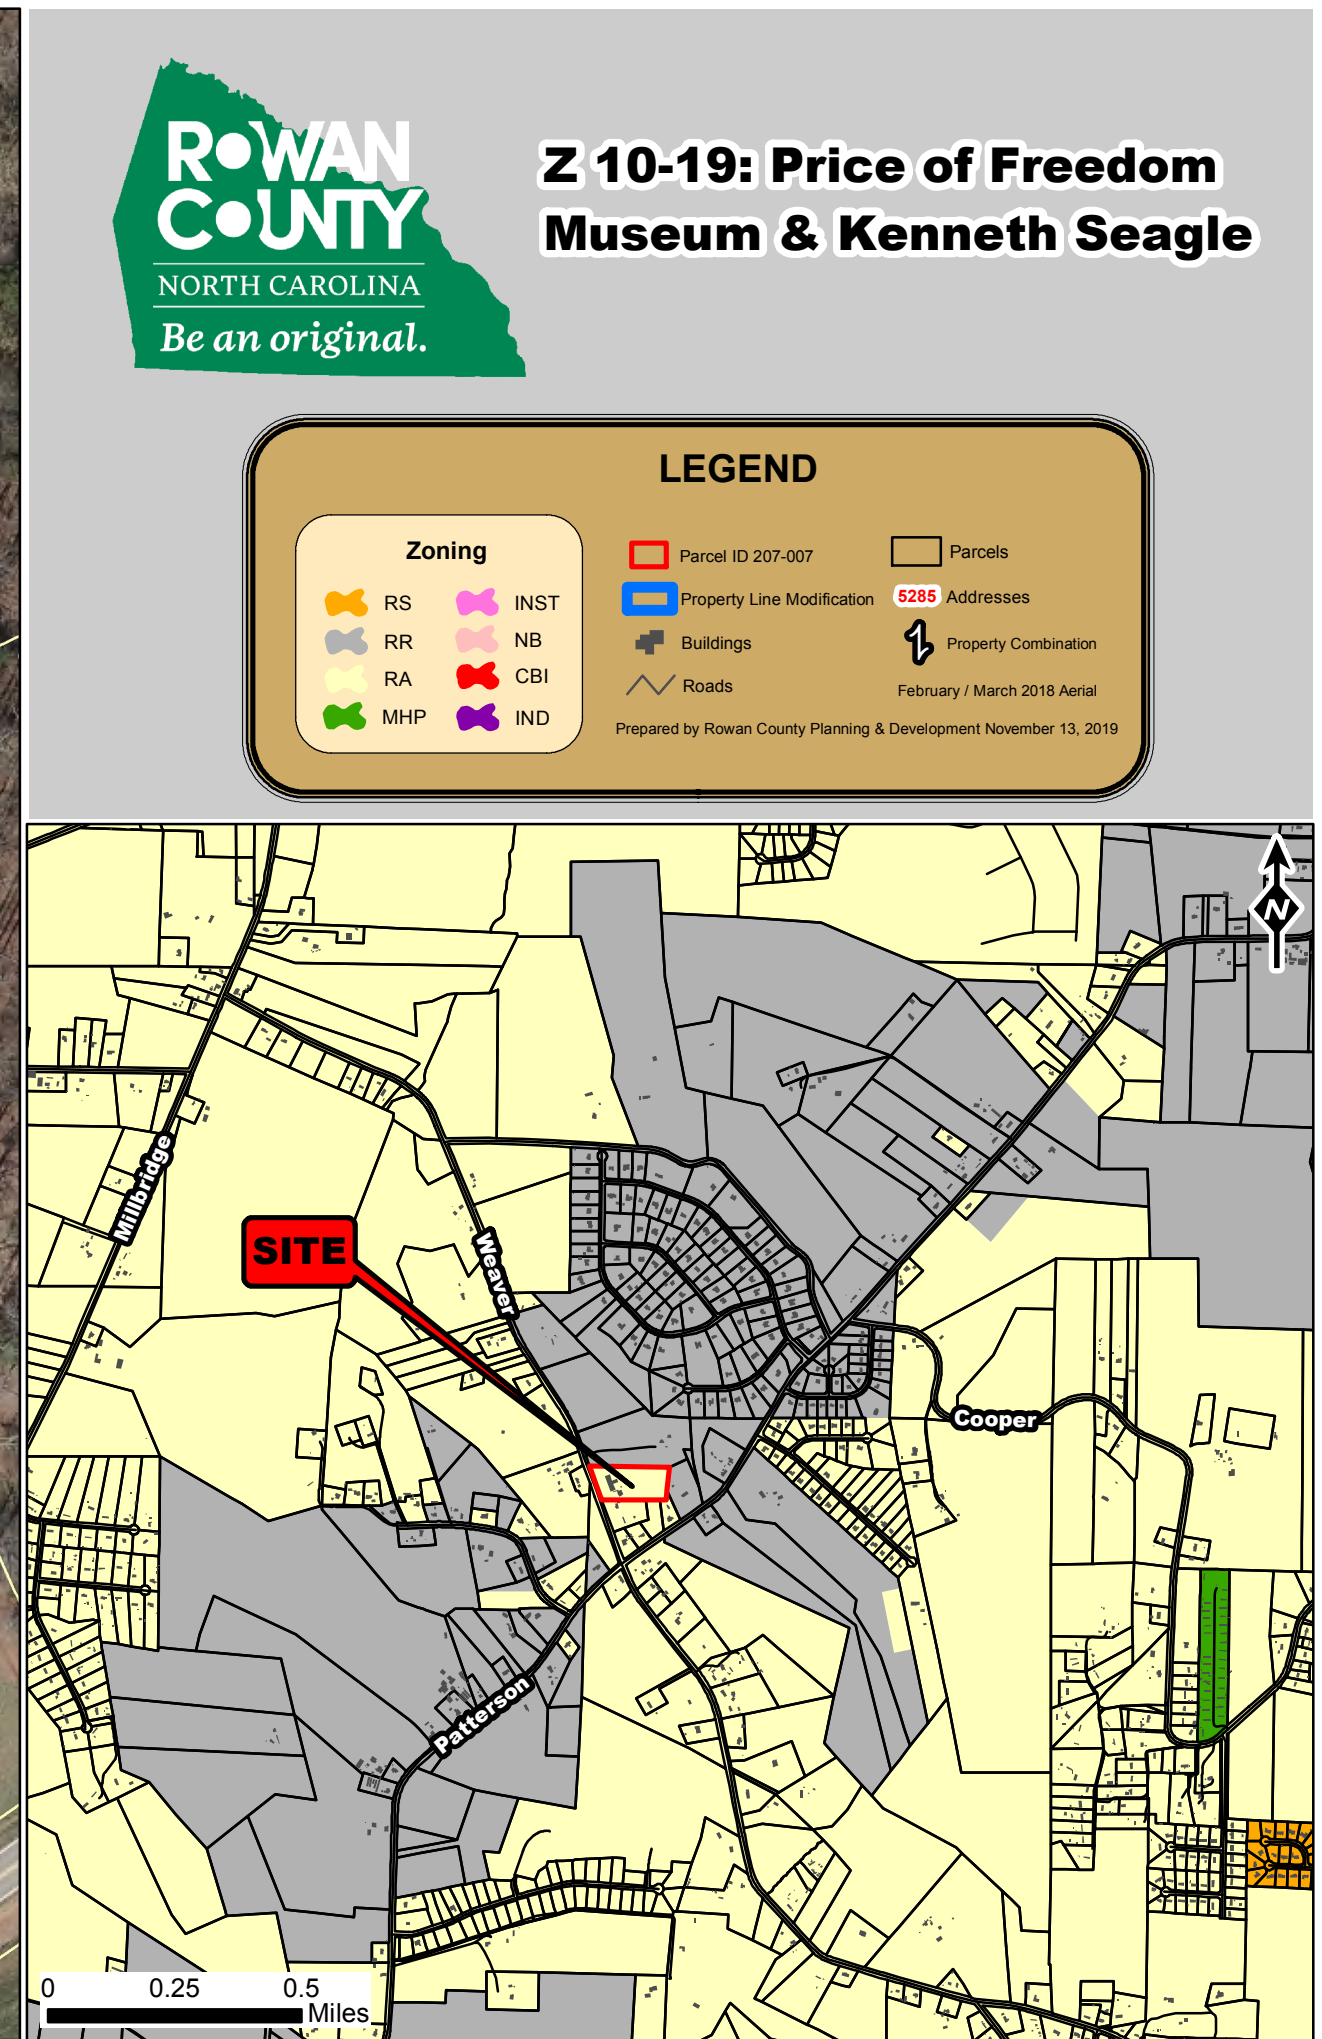 ROWAN
COUNTY
NORTH CAROLINA
Be an original.
Z 10-19: Price of Freedom
Museum & Kenneth Seagle
LEGEND
Zoning
RS
RR
RA
MHP
INST
NB
CBI
IND
Parcel ID 207-007
Property Line Modification
Buildings
Roads
Parcels
5285 Addresses
Property Combination
February / March 2018 Aerial
Prepared by Rowan County Planning & Development November 13, 2019
N
Millbridge
SITE
Weaver
Cooper
Patterson
0 0.25 0.5
Miles